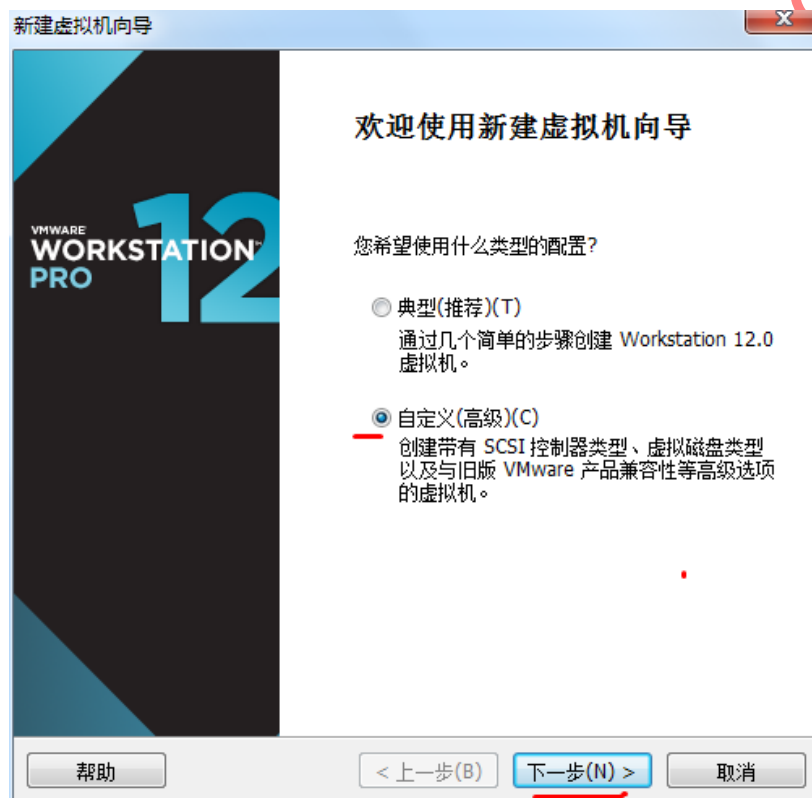 新建虚拟机向导
欢迎使用新建虚拟机向导
VMWARE
WORKSTATION™
PRO
12
您希望使用什么类型的配置?
典型(推荐)(T)
通过几个简单的步骤创建 Workstation 12.0
虚拟机。
自定义(高级)(C)
创建带有 SCSI 控制器类型、虚拟磁盘类型
以及与旧版 VMware 产品兼容性等高级选项
的虚拟机。
帮助
< 上一步(B)
下一步(N) >
取消